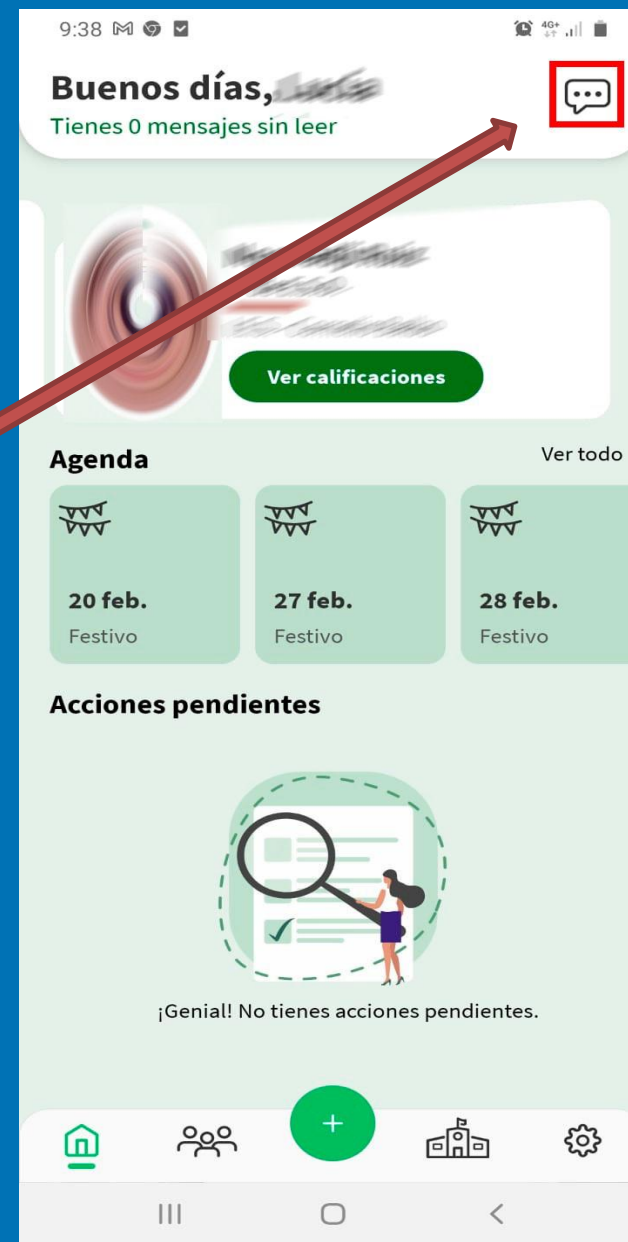 9:38
4G+
Buenos días,
Tienes 0 mensajes sin leer
Ver calificaciones
Agenda
Ver todo
20 feb.
27 feb.
28 feb.
Festivo
Festivo
Festivo
Acciones pendientes
¡Genial! No tienes acciones pendientes.